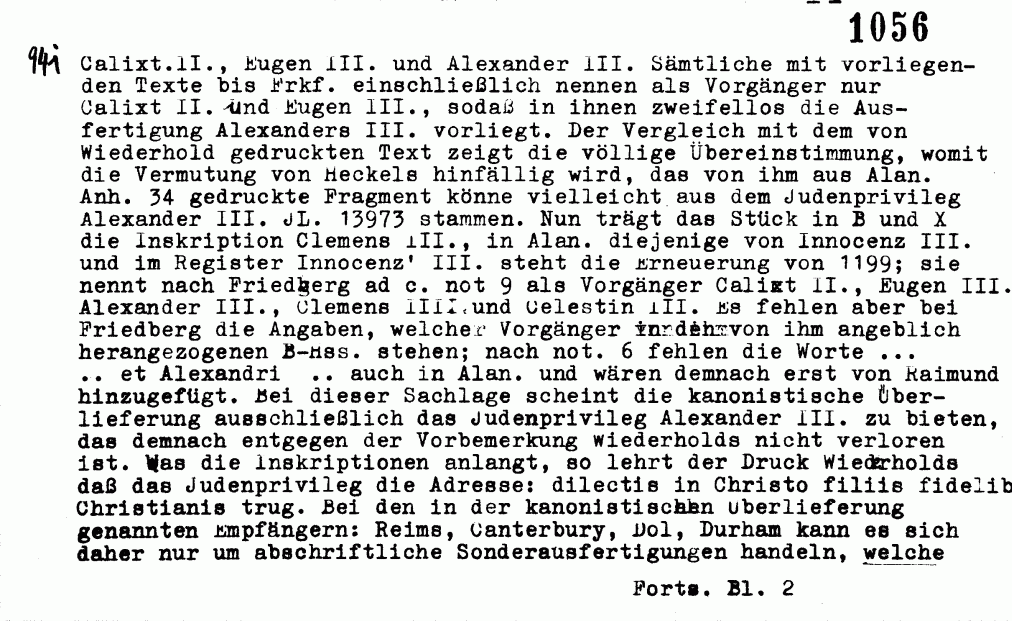 1056
94i Calixt.II., Eugen III. und Alexander III. Sämtliche mit vorliegen-
den Texte bis Frkf. einschließlich nennen als Vorgänger nur
Calixt II. und Eugen III., sodaß in ihnen zweifellos die Aus-
fertigung Alexanders III. vorliegt. Der Vergleich mit dem von
Wiederhold gedruckten Text zeigt die völlige Übereinstimmung, womit
die Vermutung von Heckels hinfällig wird, das von ihm aus Alan.
Anh. 34 gedruckte Fragment könne vielleicht aus dem Judenprivileg
Alexander III. JL. 13973 stammen. Nun trägt das Stück in B und X
die Inskription Clemens III., in Alan. diejenige von Innocenz III.
und im Register Innocenz' III. steht die Erneuerung von 1199; sie
nennt nach Friedberg ad c. not 9 als Vorgänger Calixt II., Eugen III.
Alexander III., Clemens III. und Celestin III. Es fehlen aber bei
Friedberg die Angaben, welcher Vorgänger in den von ihm angeblich
herangezogenen B-Hss. stehen; nach not. 6 fehlen die Worte ...
.. et Alexandri .. auch in Alan. und wären demnach erst von Raimund
hinzugefügt. Bei dieser Sachlage scheint die kanonistische Über-
lieferung ausschließlich das Judenprivileg Alexander III. zu bieten,
das demnach entgegen der Vorbemerkung Wiederholds nicht verloren
ist. Was die Inskriptionen anlangt, so lehrt der Druck Wiederholds
daß das Judenprivileg die Adresse: dilectis in Christo filiis fidelib
Christianis trug. Bei den in der kanonistischen Überlieferung
genannten Empfängern: Reims, Canterbury, Dol, Durham kann es sich
daher nur um abschriftliche Sonderausfertigungen handeln, welche
Forts. Bl. 2